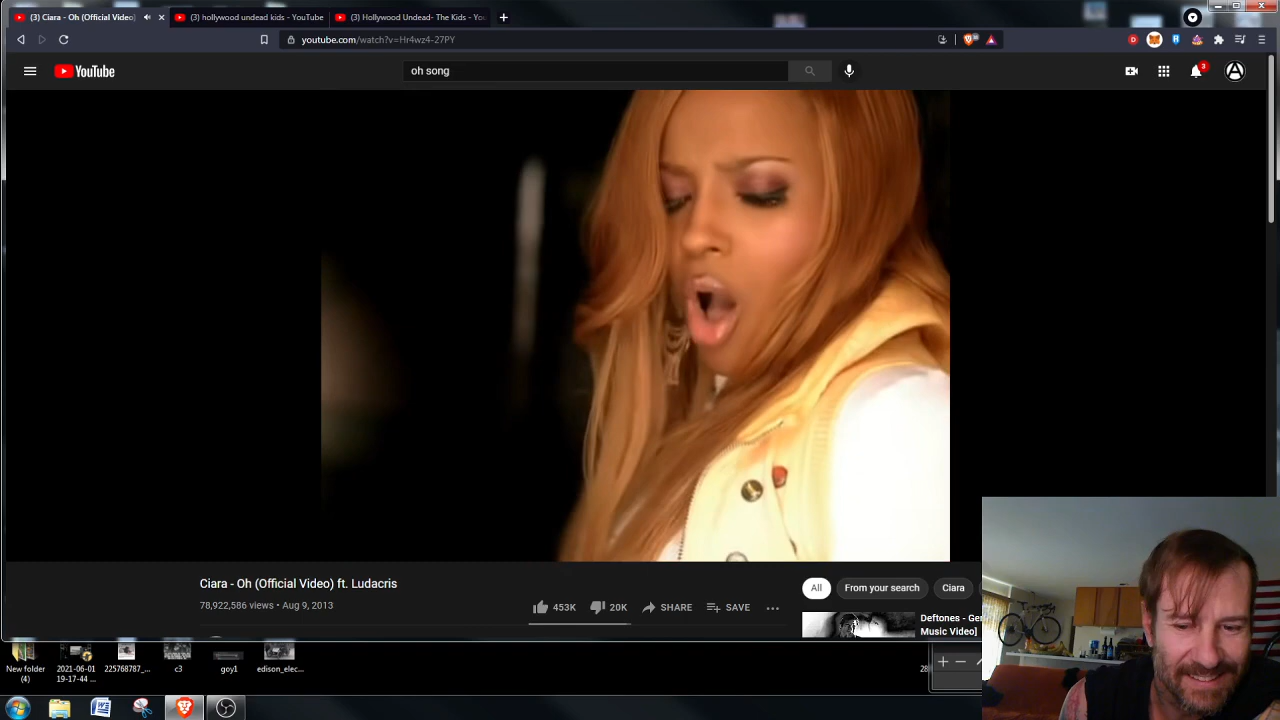 (3) Ciara - Oh (Official Video)
(3) hollywood undead kids - YouTube
(3) Hollywood Undead- The Kids - You
youtube.com/watch?v=Hr4wz4-27PY
YouTube
oh song
3
Ciara - Oh (Official Video) ft. Ludacris
78,922,586 views • Aug 9, 2013
453K
20K
SHARE
SAVE
All
From your search
Ciara
Deftones - Ge
Music Video]
New folder
(4)
2021-06-01
19-17-44 ...
225768787_...
c3
goy1
edison_elec...
28